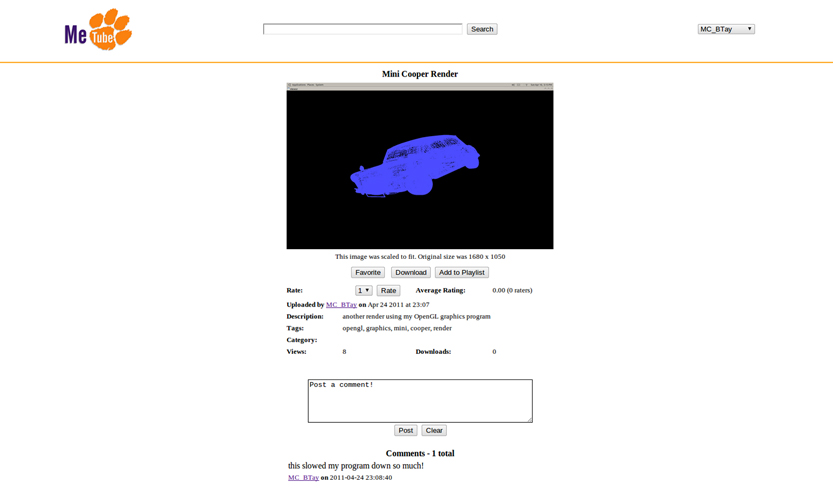 Me Tube
Search
MC_BTay
Mini Cooper Render
This image was scaled to fit. Original size was 1680 x 1050
Favorite Download Add to Playlist
Rate: 1 Rate Average Rating: 0.00 (0 raters)
Uploaded by MC_BTay on Apr 24 2011 at 23:07
Description: another render using my OpenGL graphics program
Tags: opengl, graphics, mini, cooper, render
Category:
Views: 8 Downloads: 0
Post a comment!
Post Clear
Comments - 1 total
this slowed my program down so much!
MC_BTay on 2011-04-24 23:08:40